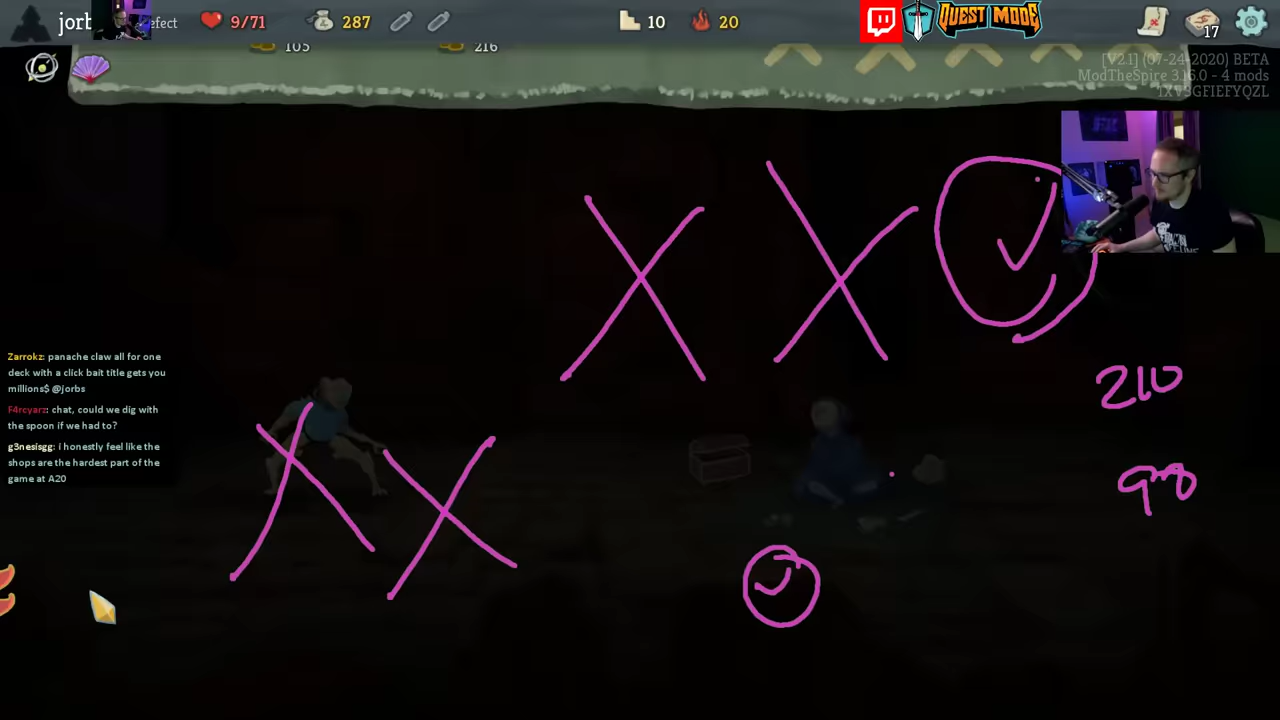 jorb efect 9/71 287 10 20 QUEST MODE 17
103 216
[V2.1] (07-24-2020) BETA
ModTheSpire 3.16.0 - 4 mods
Zarrokz: panache claw all for one
deck with a click bait title gets you
millions$ @jorbs
F4rcyarz: chat, could we dig with
the spoon if we had to?
g3nesisgg: i honestly feel like the
shops are the hardest part of the
game at A20
X X
210
98
X X